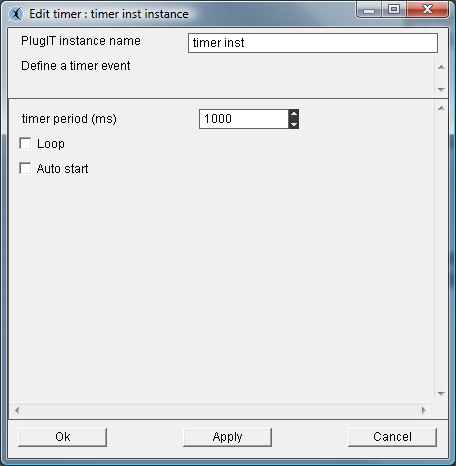 Edit timer : timer inst instance
PlugIT instance name
timer inst
Define a timer event
timer period (ms)
1000
Loop
Auto start
Ok
Apply
Cancel